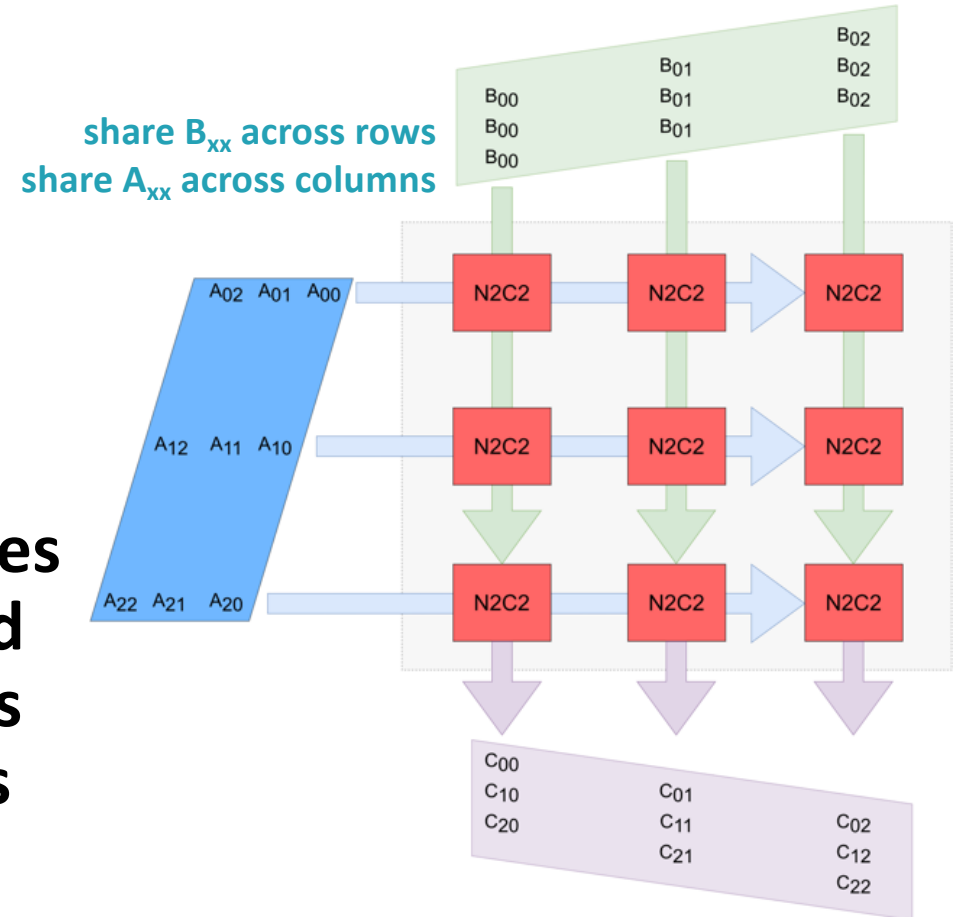 B02
B01 B02
B00 B01 B02
B00 B01
B00
share Bxx across rows
share Axx across columns
A02 A01 A00 N2C2 N2C2 N2C2
A12 A11 A10 N2C2 N2C2 N2C2
es
d
s
s
A22 A21 A20 N2C2 N2C2 N2C2
C00
C10 C01
C20 C11 C02
C21 C12
C22